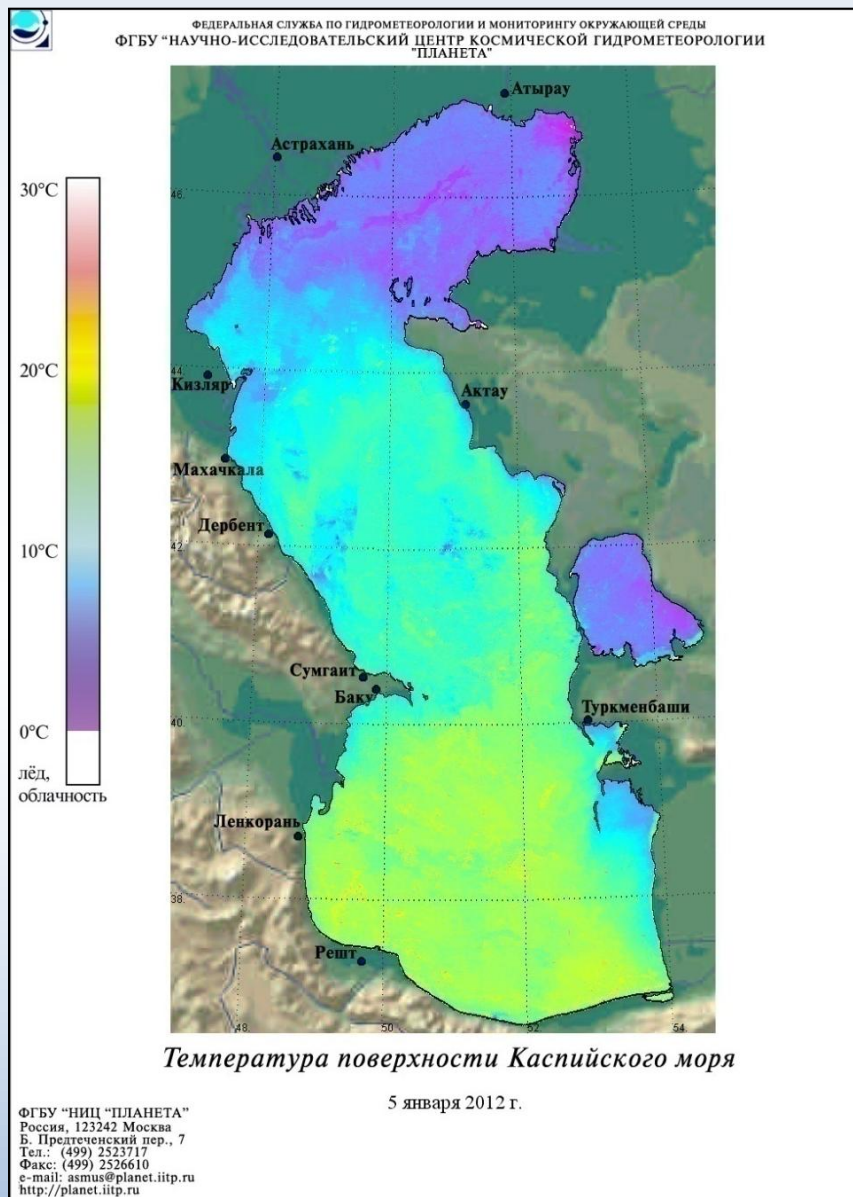 ФЕДЕРАЛЬНАЯ СЛУЖБА ПО ГИДРОМЕТЕОРОЛОГИИ И МОНИТОРИНГУ ОКРУЖАЮЩЕЙ СРЕДЫ
ФГБУ “НАУЧНО-ИССЛЕДОВАТЕЛЬСКИЙ ЦЕНТР КОСМИЧЕСКОЙ ГИДРОМЕТЕОРОЛОГИИ
"ПЛАНЕТА"
Атырау
Астрахань
30°C
46.
20°C
44.
Кизляр
Актау
Махачкала
Дербент
10°C
42.
Сумгаит
Баку
Туркменбаши
0°C
40.
лёд,
облачность
Ленкорань
38.
Решт
48.
50.
52.
54.
Температура поверхности Каспийского моря
5 января 2012 г.
ФГБУ “НИЦ “ПЛАНЕТА”
Россия, 123242 Москва
Б. Предтеченский пер., 7
Тел.: (499) 2523717
Факс: (499) 2526610
e-mail: asmus@planet.iitp.ru
http://planet.iitp.ru